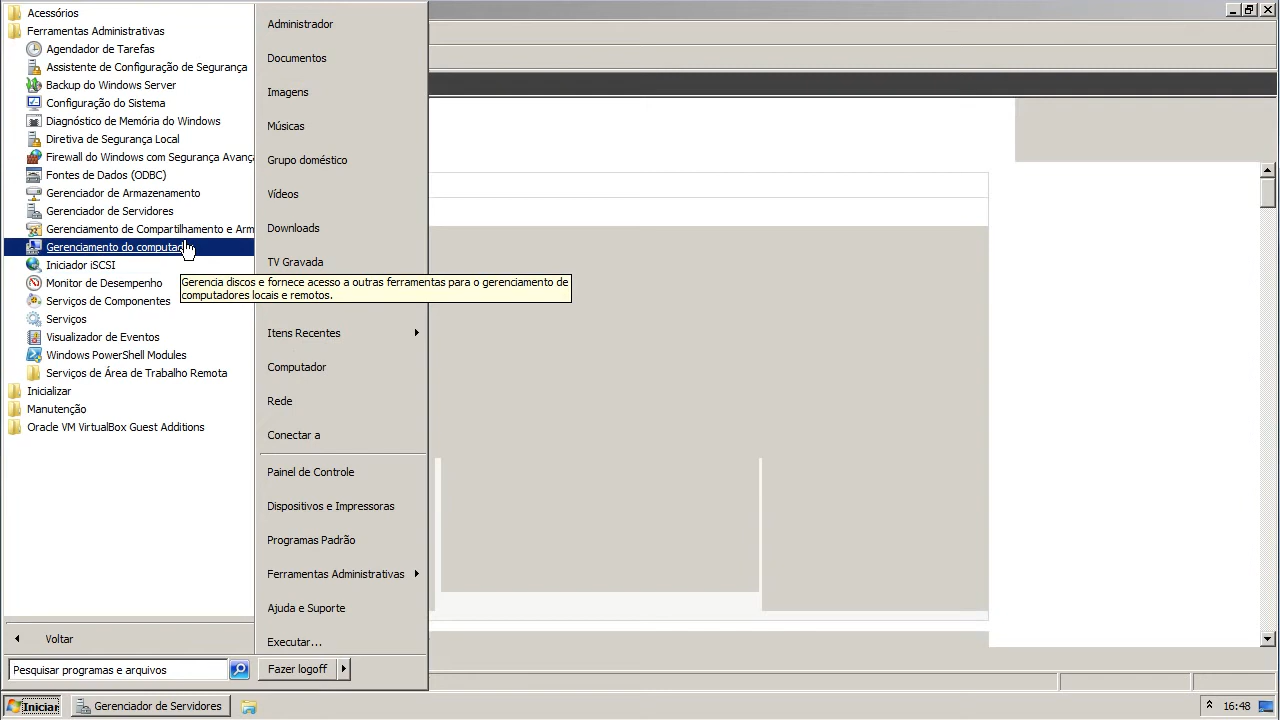 Acessórios
Ferramentas Administrativas
Agendador de Tarefas
Assistente de Configuração de Segurança
Backup do Windows Server
Configuração do Sistema
Diagnóstico de Memória do Windows
Diretiva de Segurança Local
Firewall do Windows com Segurança Avança
Fontes de Dados (ODBC)
Gerenciador de Armazenamento
Gerenciador de Servidores
Gerenciamento de Compartilhamento e Arm
Gerenciamento do computad
Iniciador iSCSI
Monitor de Desempenho
Serviços de Componentes
Serviços
Visualizador de Eventos
Windows PowerShell Modules
Serviços de Área de Trabalho Remota
Inicializar
Manutenção
Oracle VM VirtualBox Guest Additions
Voltar
Pesquisar programas e arquivos
Administrador
Documentos
Imagens
Músicas
Grupo doméstico
Vídeos
Downloads
TV Gravada
Gerencia discos e fornece acesso a outras ferramentas para o gerenciamento de
computadores locais e remotos.
Itens Recentes
Computador
Rede
Conectar a
Painel de Controle
Dispositivos e Impressoras
Programas Padrão
Ferramentas Administrativas
Ajuda e Suporte
Executar...
Fazer logoff
Iniciar
Gerenciador de Servidores
16:48